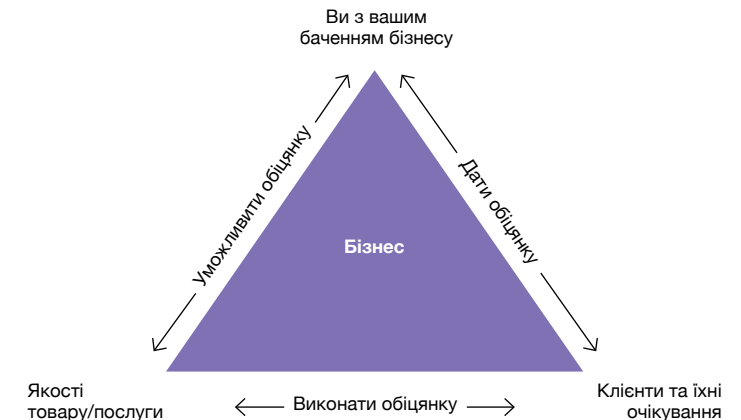 Ви з вашим
баченням бізнесу
Уможливити обіцянку
Дати обіцянку
Бізнес
Якості
товару/послуги
Виконати обіцянку
Клієнти та їхні
очікування